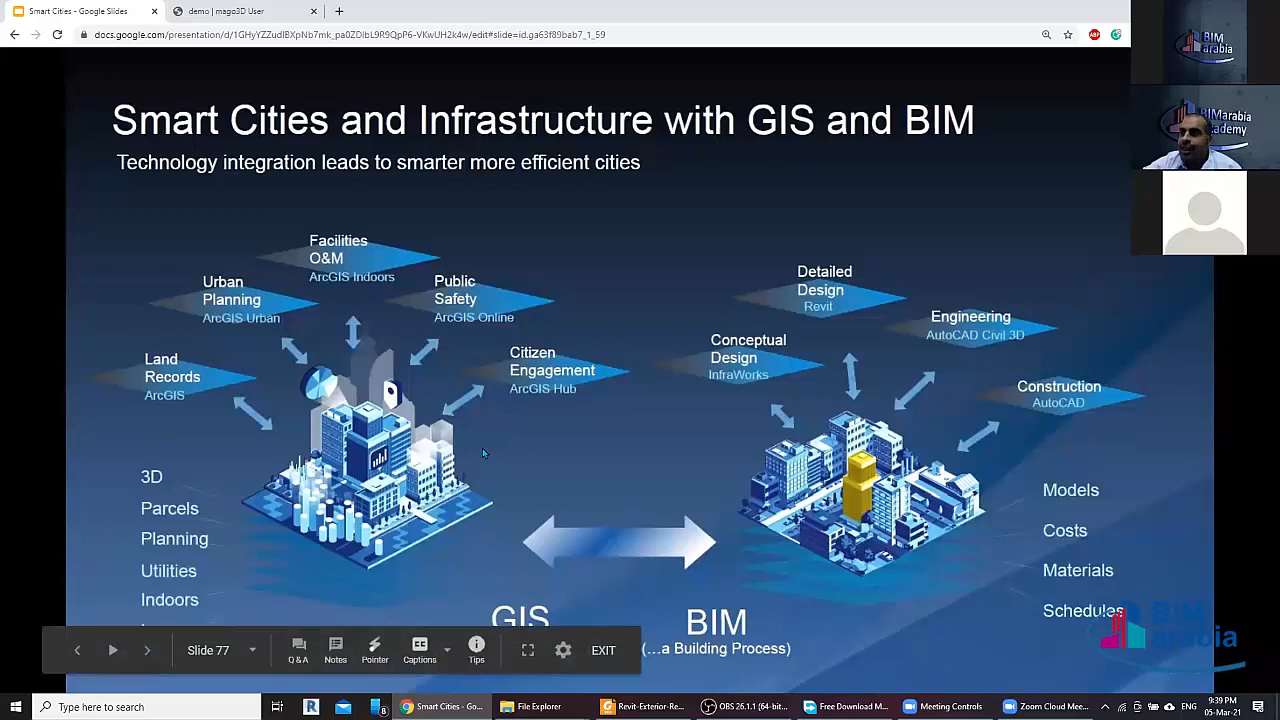 Smart Cities - Google Slides
demo | mago3D User
docs.google.com/presentation/d/1GHyYZZudIBXpNb7mk_pa0ZDlbL9R9QpP6-VKwUH2k4w/edit#slide=id.ga63f89bab7_1_59
ABP
BIM
arabia
BIMarabia
Academy
Smart Cities and Infrastructure with GIS and BIM
Technology integration leads to smarter more efficient cities
Facilities
O&M
ArcGIS Indoors
Urban
Planning
ArcGIS Urban
Public
Safety
ArcGIS Online
Land
Records
ArcGIS
Citizen
Engagement
ArcGIS Hub
Detailed
Design
Revit
Engineering
AutoCAD Civil 3D
Conceptual
Design
InfraWorks
Construction
AutoCAD
3D
Parcels
Planning
Utilities
Indoors
Models
Costs
Materials
Schedules
GIS
BIM
(...a Building Process)
BIM
arabia
Slide 77
Q & A
Notes
Pointer
Captions
Tips
EXIT
Type here to search
Smart Cities - Go...
File Explorer
Revit-Exterior-Re...
OBS 26.1.1 (64-bit...
Free Download M...
Meeting Controls
Zoom Cloud Mee...
9:39 PM
05-Mar-21